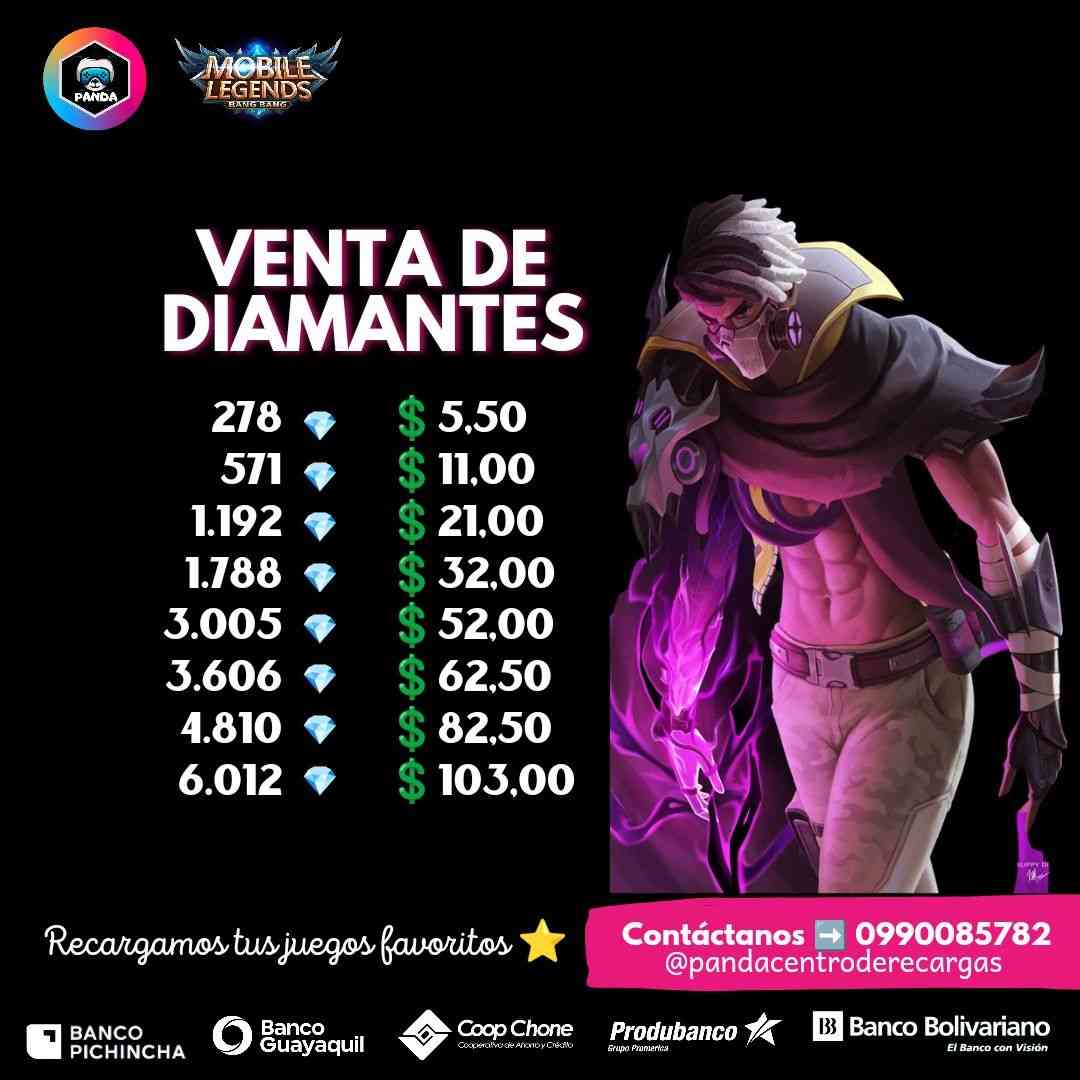 PANDA
MOBILE
LEGENDS
BANG BANG
VENTA DE
DIAMANTES
278 💎 $ 5,50
571 💎 $ 11,00
1.192 💎 $ 21,00
1.788 💎 $ 32,00
3.005 💎 $ 52,00
3.606 💎 $ 62,50
4.810 💎 $ 82,50
6.012 💎 $ 103,00
Recargamos tus juegos favoritos ⭐
Contáctanos ➡️ 0990085782
@pandacentroderecargas
BANCO
PICHINCHA
Banco
Guayaquil
Coop Chone
Cooperativa de Ahorro y Crédito
Produbanco
Grupo Promerica
Banco Bolivariano
El Banco con Visión